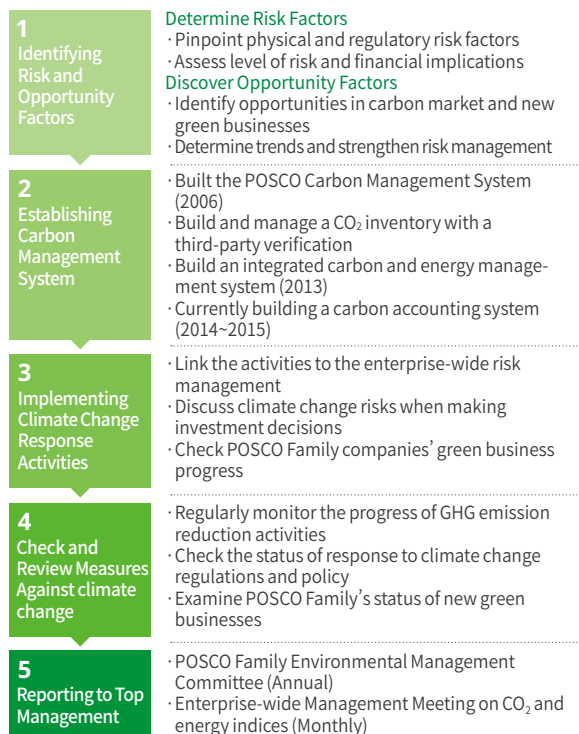 1
Identifying
Risk and
Opportunity
Factors
Determine Risk Factors
· Pinpoint physical and regulatory risk factors
· Assess level of risk and financial implications
Discover Opportunity Factors
· Identify opportunities in carbon market and new
green businesses
· Determine trends and strengthen risk management
2
Establishing
Carbon
Management
System
· Built the POSCO Carbon Management System
(2006)
· Build and manage a CO₂ inventory with a
third-party verification
· Build an integrated carbon and energy manage-
ment system (2013)
· Currently building a carbon accounting system
(2014~2015)
3
Implementing
Climate Change
Response
Activities
· Link the activities to the enterprise-wide risk
management
· Discuss climate change risks when making
investment decisions
· Check POSCO Family companies’ green business
progress
4
Check and
Review Measures
Against climate
change
· Regularly monitor the progress of GHG emission
reduction activities
· Check the status of response to climate change
regulations and policy
· Examine POSCO Family’s status of new green
businesses
5
Reporting to Top
Management
· POSCO Family Environmental Management
Committee (Annual)
· Enterprise-wide Management Meeting on CO₂ and
energy indices (Monthly)